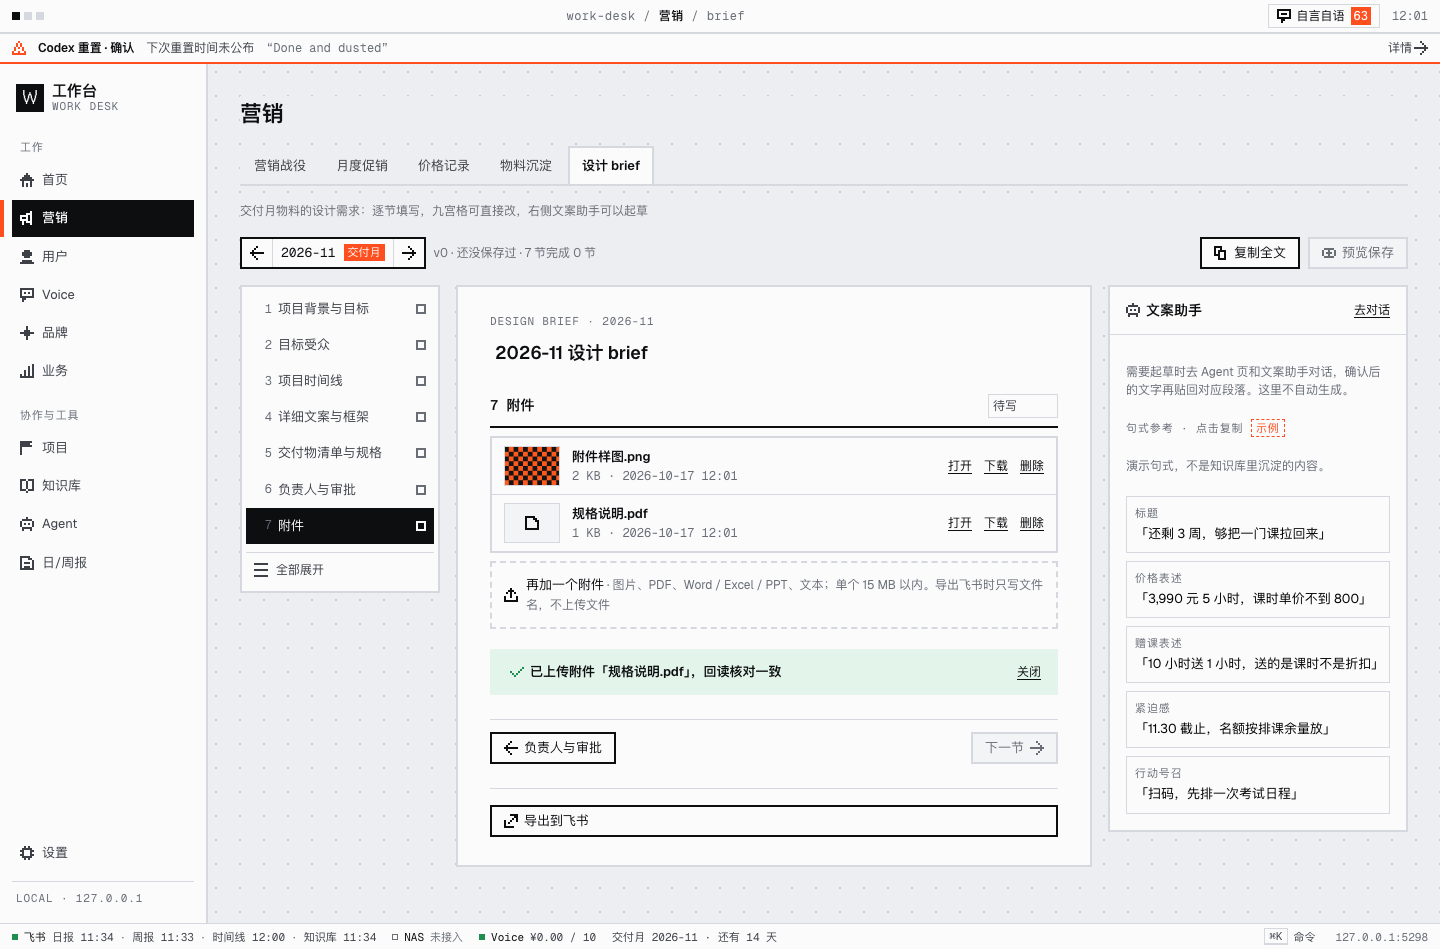 work-desk / 营销 / brief
自言自语 63
12:01
Codex 重置 · 确认 下次重置时间未公布 “Done and dusted”
详情
W
工作台
WORK DESK
工作
首页
营销
用户
Voice
品牌
业务
协作与工具
项目
知识库
Agent
日/周报
设置
LOCAL · 127.0.0.1
营销
营销战役 月度促销 价格记录 物料沉淀 设计 brief
交付月物料的设计需求：逐节填写，九宫格可直接改，右侧文案助手可以起草
2026-11 交付月
v0 · 还没保存过 · 7 节完成 0 节
复制全文
预览保存
1 项目背景与目标
2 目标受众
3 项目时间线
4 详细文案与框架
5 交付物清单与规格
6 负责人与审批
7 附件
全部展开
DESIGN BRIEF · 2026-11
2026-11 设计 brief
7 附件
待写
附件样图.png
2 KB · 2026-10-17 12:01
打开 下载 删除
规格说明.pdf
1 KB · 2026-10-17 12:01
打开 下载 删除
再加一个附件 · 图片、PDF、Word / Excel / PPT、文本；单个 15 MB 以内。导出飞书时只写文件
名，不上传文件
已上传附件「规格说明.pdf」，回读核对一致
关闭
负责人与审批
下一节
导出到飞书
文案助手
去对话
需要起草时去 Agent 页和文案助手对话，确认后
的文字再贴回对应段落。这里不自动生成。
句式参考 · 点击复制 示例
演示句式，不是知识库里沉淀的内容。
标题
「还剩 3 周，够把一门课拉回来」
价格表述
「3,990 元 5 小时，课时单价不到 800」
赠课表述
「10 小时送 1 小时，送的是课时不是折扣」
紧迫感
「11.30 截止，名额按排课余量放」
行动号召
「扫码，先排一次考试日程」
飞书 日报 11:34 · 周报 11:33 · 时间线 12:00 · 知识库 11:34
NAS 未接入
Voice ¥0.00 / 10
交付月 2026-11 · 还有 14 天
⌘K 命令
127.0.0.1:5298